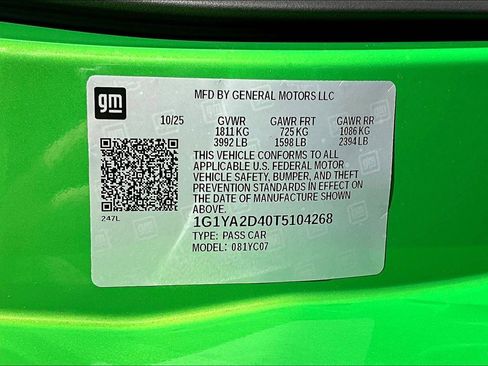 gm
MFD BY GENERAL MOTORS LLC
10/25 GVWR GAWR FRT GAWR RR
1811 KG 725 KG 1086 KG
3992 LB 1598 LB 2394 LB
THIS VEHICLE CONFORMS TO ALL
APPLICABLE U.S. FEDERAL MOTOR
VEHICLE SAFETY, BUMPER, AND THEFT
STANDARDS IN EFFECT ON
THE DATE OF MANUFACTURE SHOWN
ABOVE.
247L
1G1YA2D40T5104268
TYPE: PASS CAR
MODEL: 081YC07